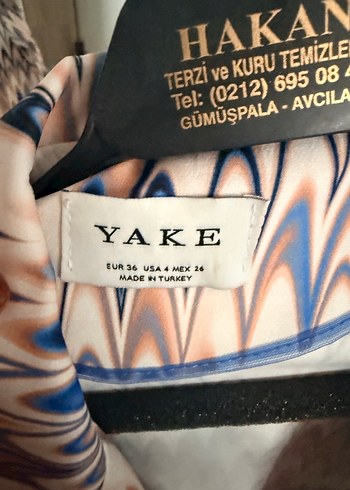 HAKAN
TERZİ ve KURU TEMİZLE
Tel: (0212) 695 08 4
GÜMÜŞPALA - AVCILA
YAKE
EUR 36 USA 4 MEX 26
MADE IN TURKEY